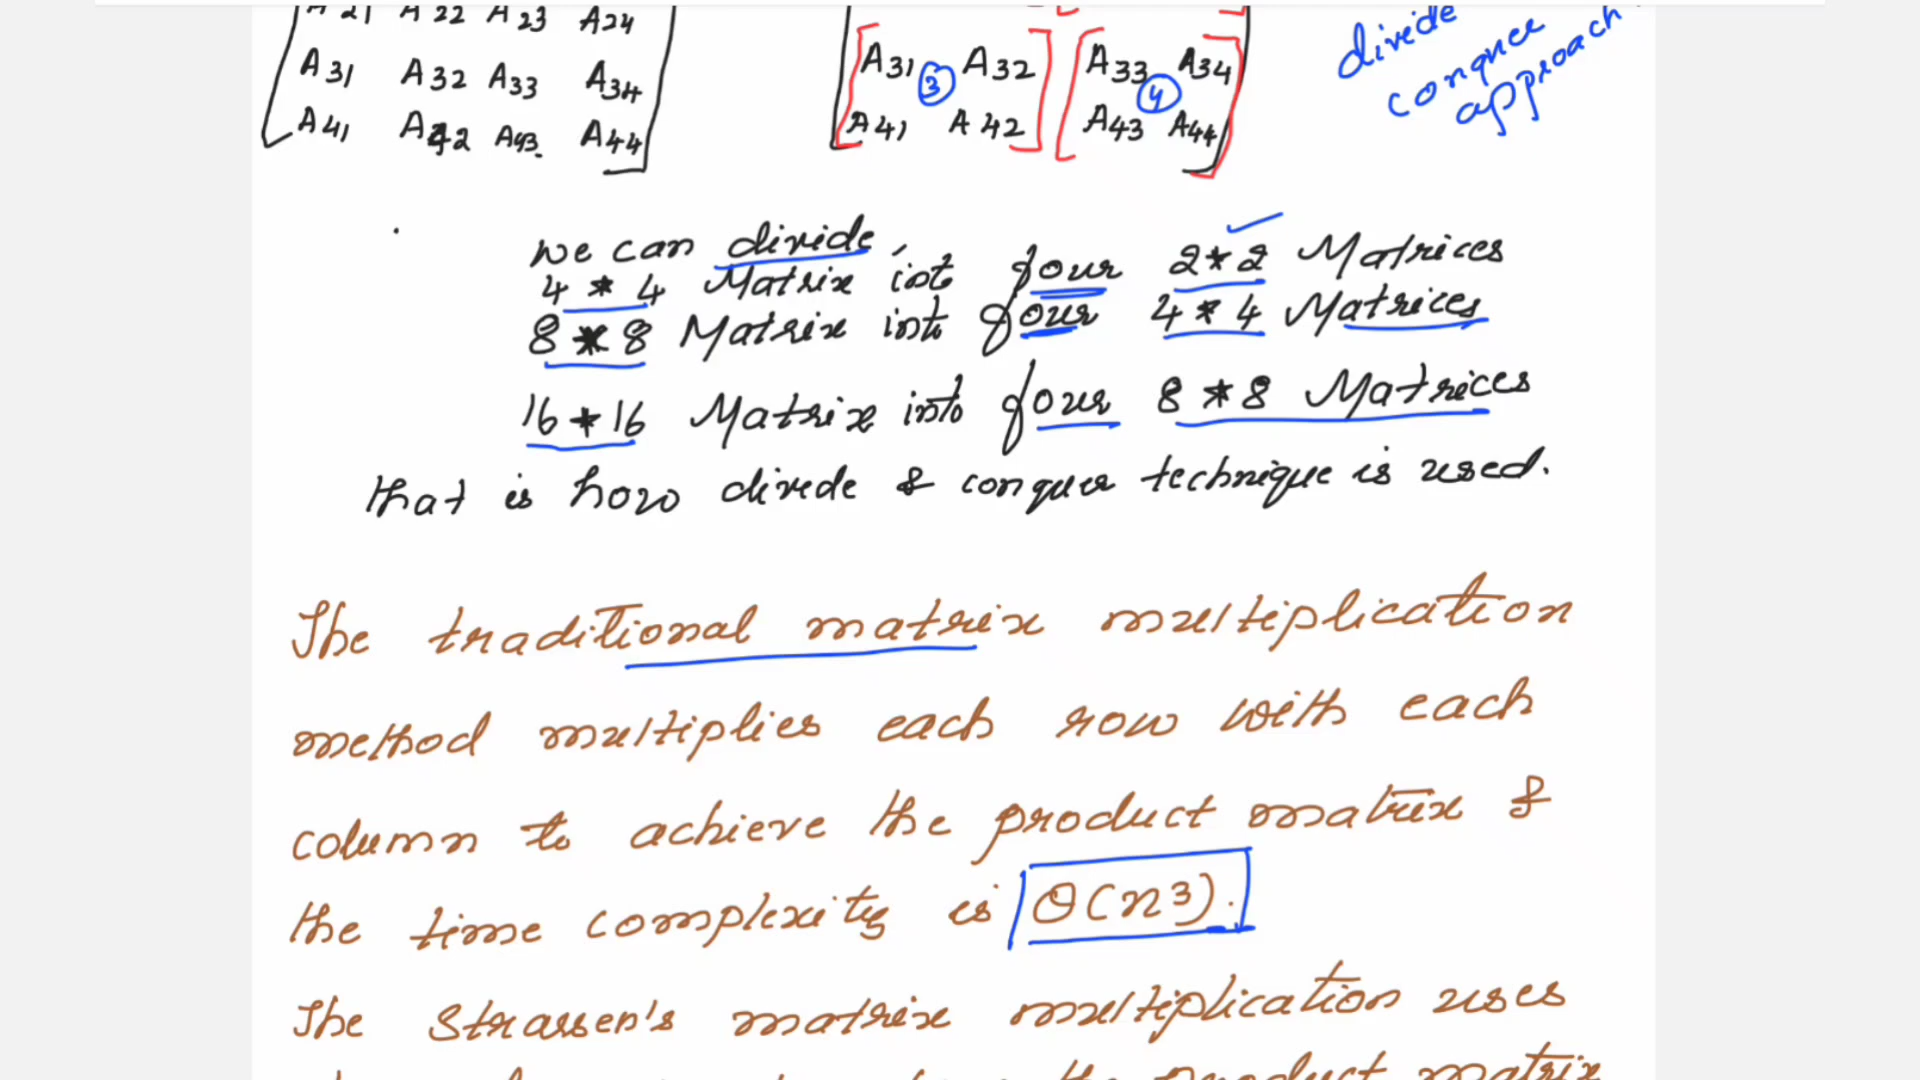 A21 A22 A23 A24
A31 A32 A33 A34
A41 A42 A43 A44
A31 A32 A33 A34
3 4
A41 A42 A43 A44
divide
conquer
approach
we can divide
4 * 4 Matrix into four 2*2 Matrices
8 * 8 Matrix into four 4*4 Matrices
16 * 16 Matrix into four 8*8 Matrices
that is how divide & conquer technique is used.
The traditional matrix multiplication
method multiplies each row with each
column to achieve the product matrix &
the time complexity is Θ(n3).
The Strassen's matrix multiplication uses
the product matrix